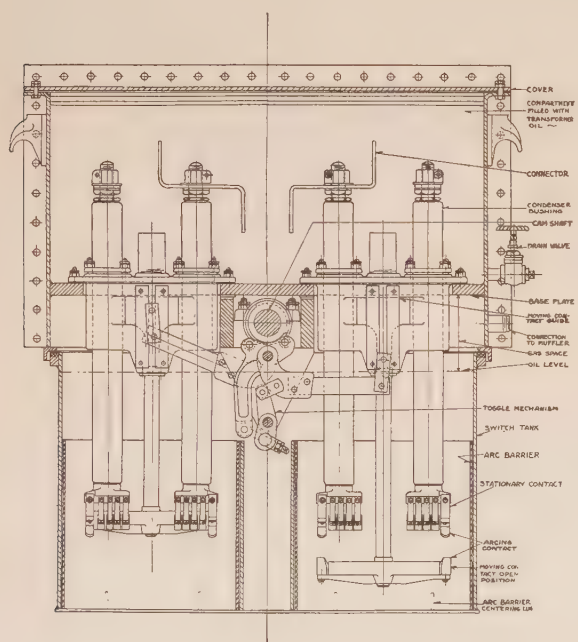 COVER
COMPARTMENT
FILLED WITH
TRANSFORMER
OIL ~
CONNECTOR
CONDENSER
BUSHING
CAM SHAFT
DRAIN VALVE
BASE PLATE
MOVING CON-
TACT GUIDE
CONNECTION
TO MUFFLER
GAS SPACE
OIL LEVEL
TOGGLE MECHANISM
SWITCH TANK
ARC BARRIER
STATIONARY CONTACT
ARCING
CONTACT
MOVING CON-
TACT OPEN
POSITION
ARC BARRIER
CENTERING LUG